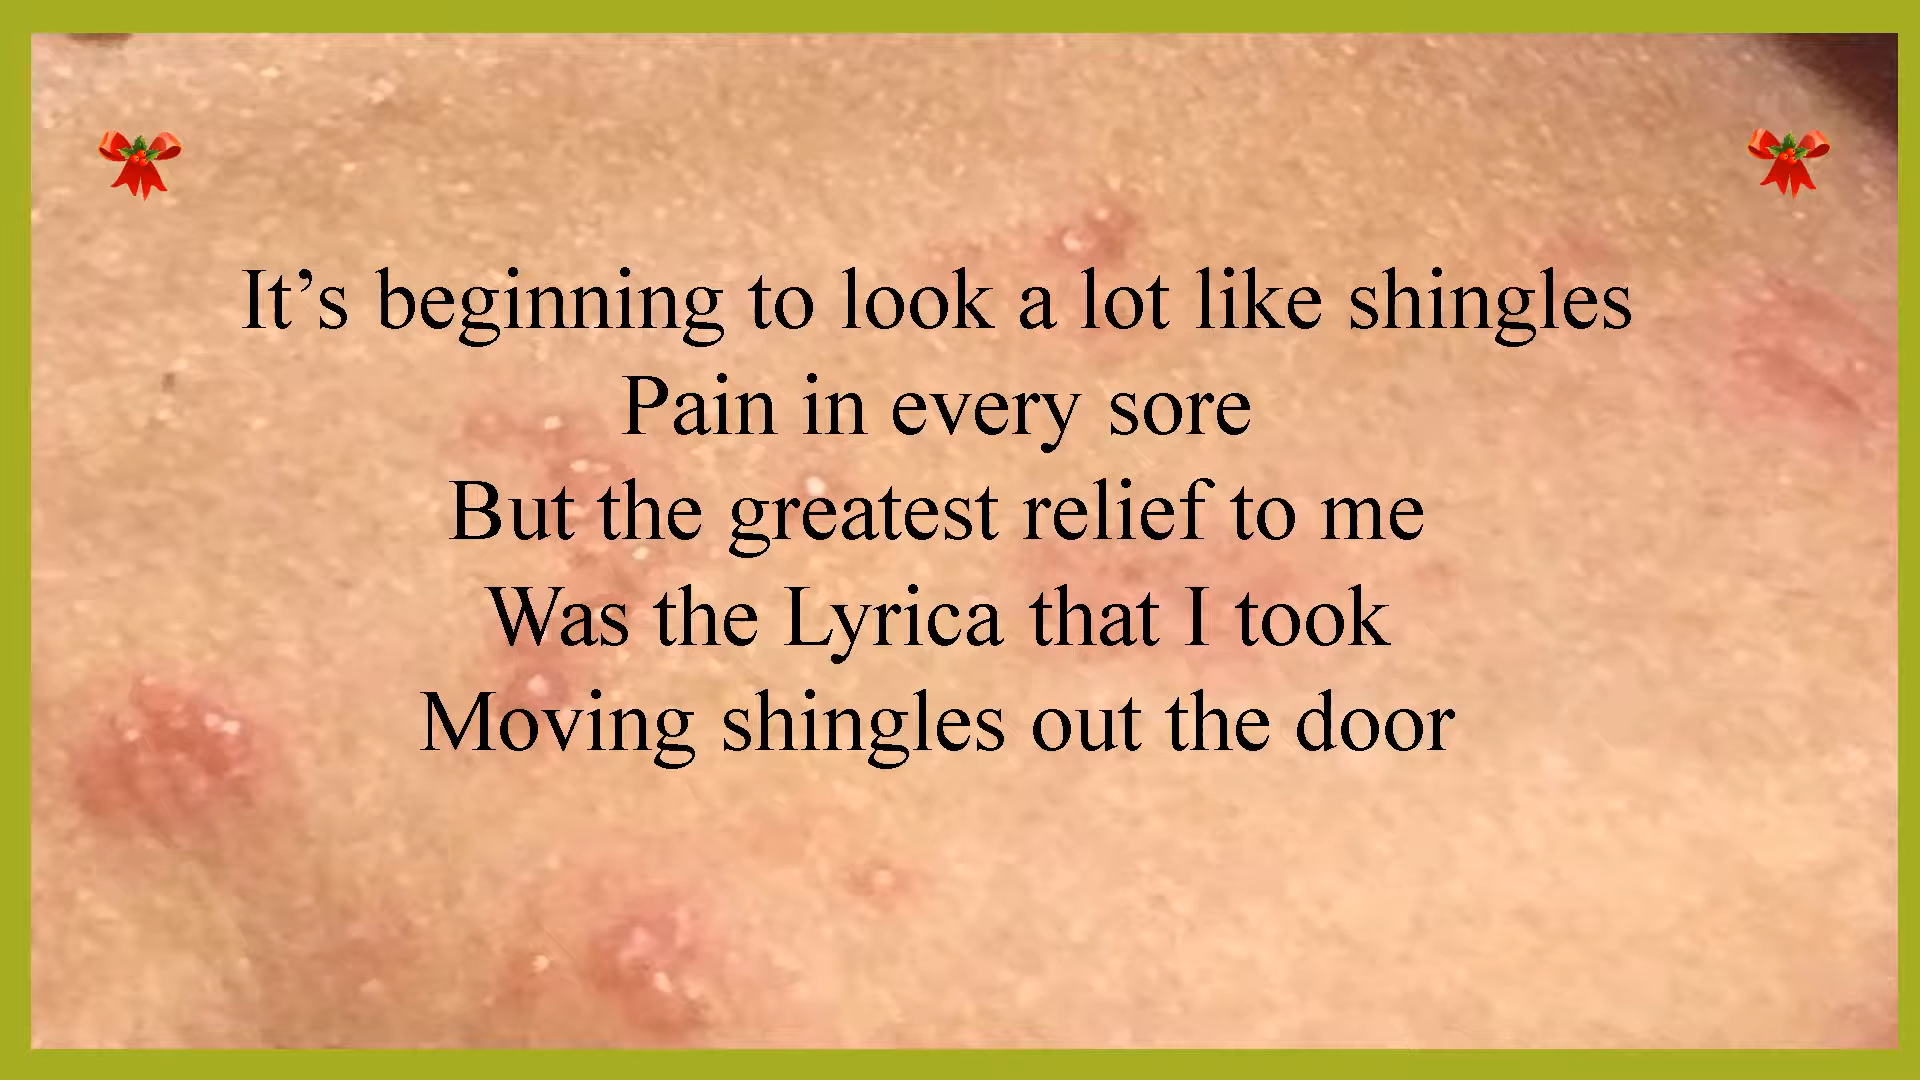 It’s beginning to look a lot like shingles
Pain in every sore
But the greatest relief to me
Was the Lyrica that I took
Moving shingles out the door